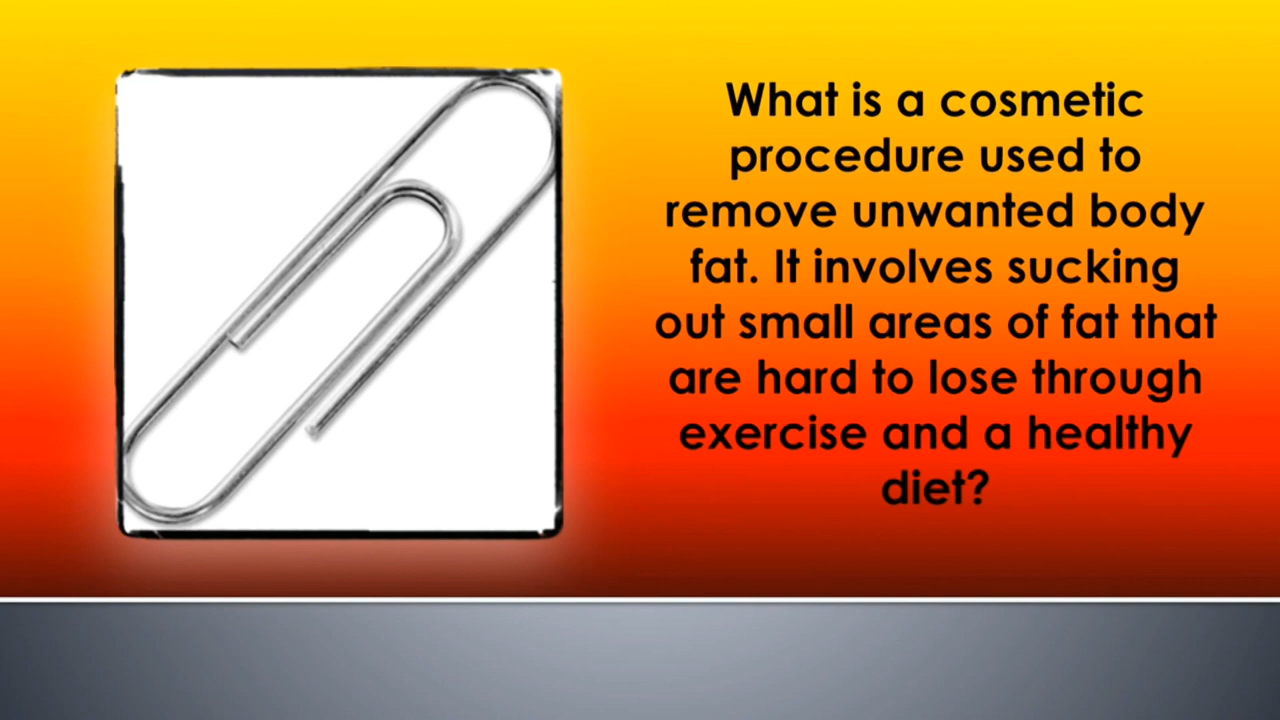 What is a cosmetic
procedure used to
remove unwanted body
fat. It involves sucking
out small areas of fat that
are hard to lose through
exercise and a healthy
diet?